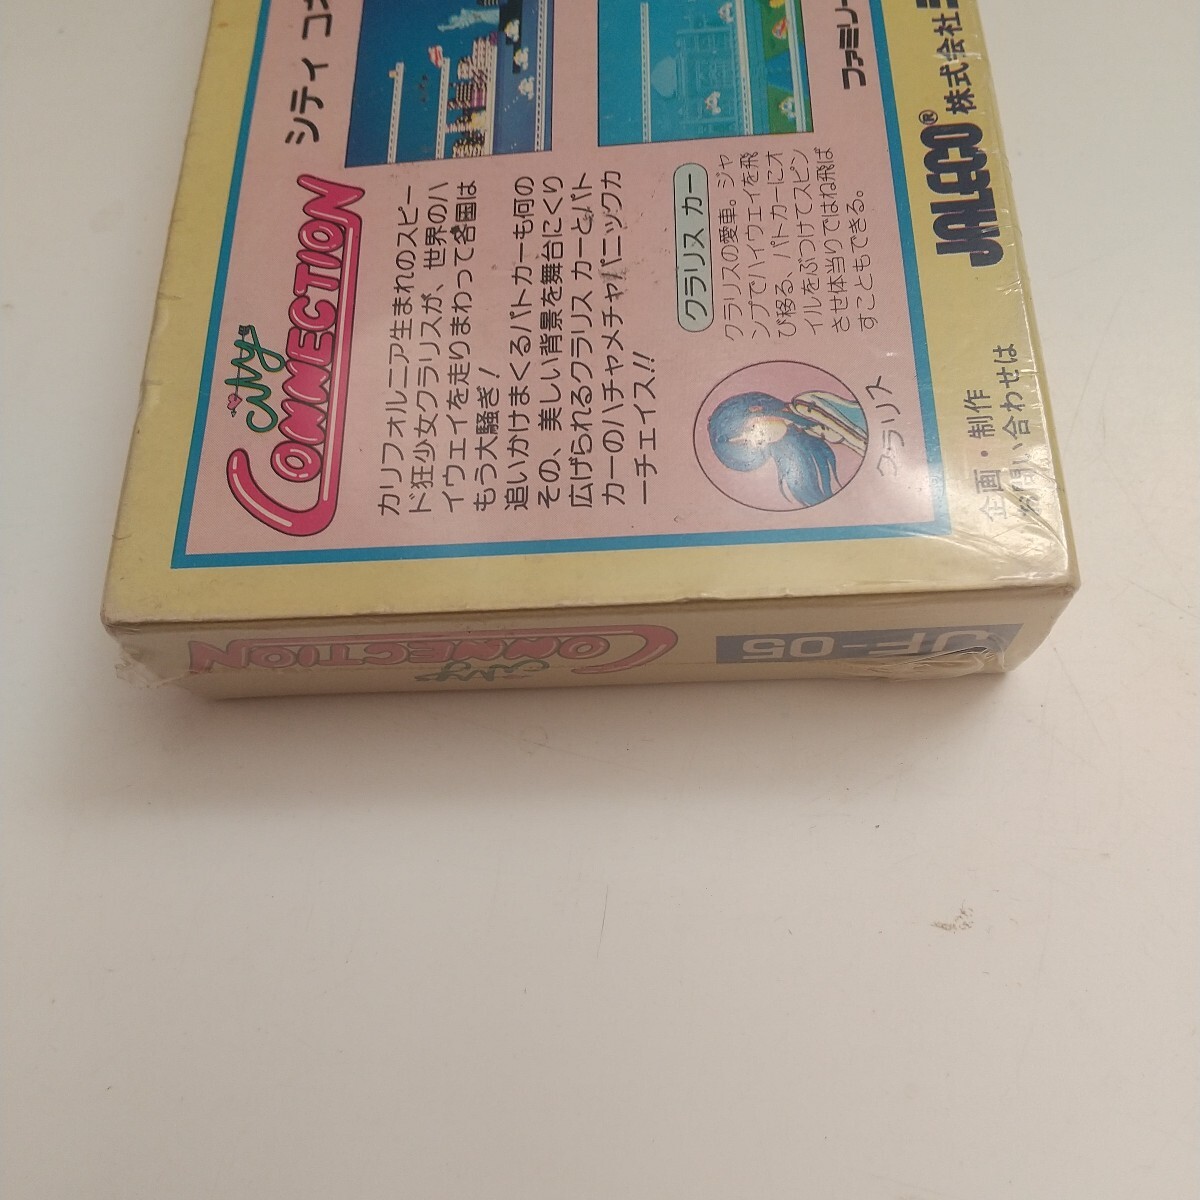 City
CONNECTION
シティ コネ
カリフォルニア生まれのスピー
ド狂少女クラリスが、世界のハ
イウェイを走りまわって各国は
もう大騒ぎ！
追いかけまくるパトカーも何の
その、美しい背景を舞台にくり
広げられるクラリス カーとパト
カーのハチャメチャパニックカ
ーチェイス!!
クラリス カー
クラリスの愛車。ジャ
ンプでハイウェイを飛
び移る、パトカーにオ
イルをぶつけてスピン
させ体当りではね飛ば
すこともできる。
クラリス
ファミリー
JALECO® 株式会社
企画・制作
お問い合わせは
City
CONNECTION
JF-05